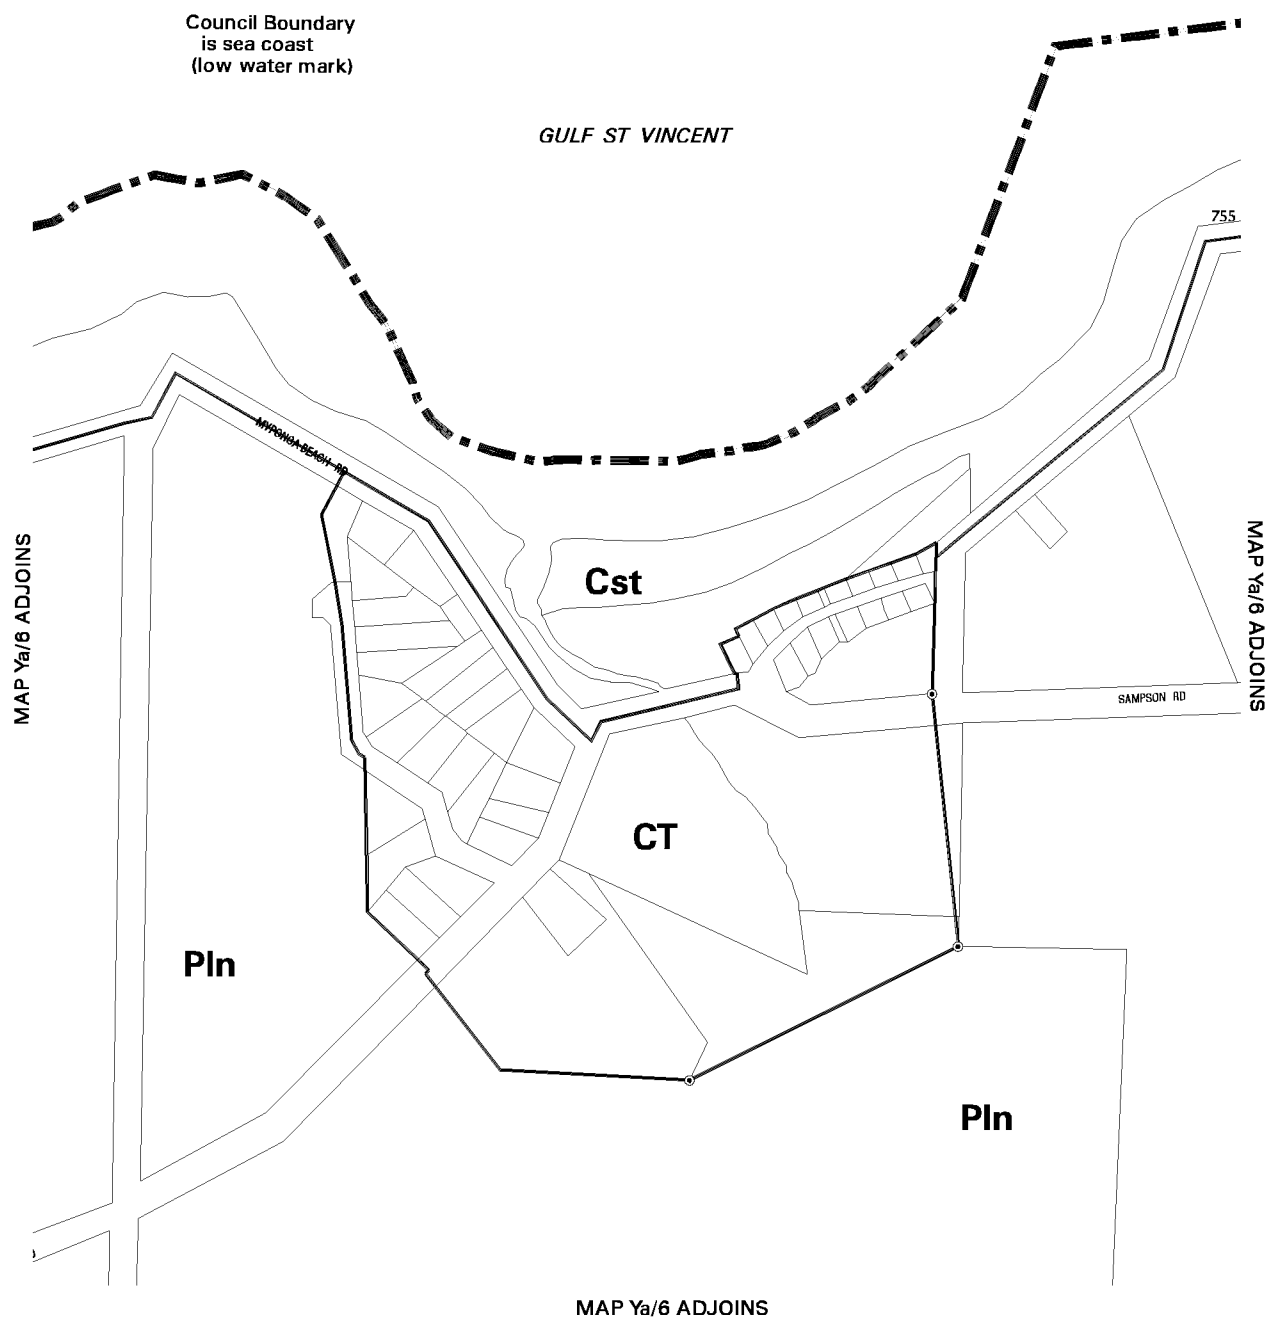 Council Boundary
is sea coast
(low water mark)
GULF ST VINCENT
755
MYPONGA BEACH RD
MAP Ya/6 ADJOINS
Cst
MAP Ya/6 ADJOINS
SAMPSON RD
CT
Pln
Pln
MAP Ya/6 ADJOINS